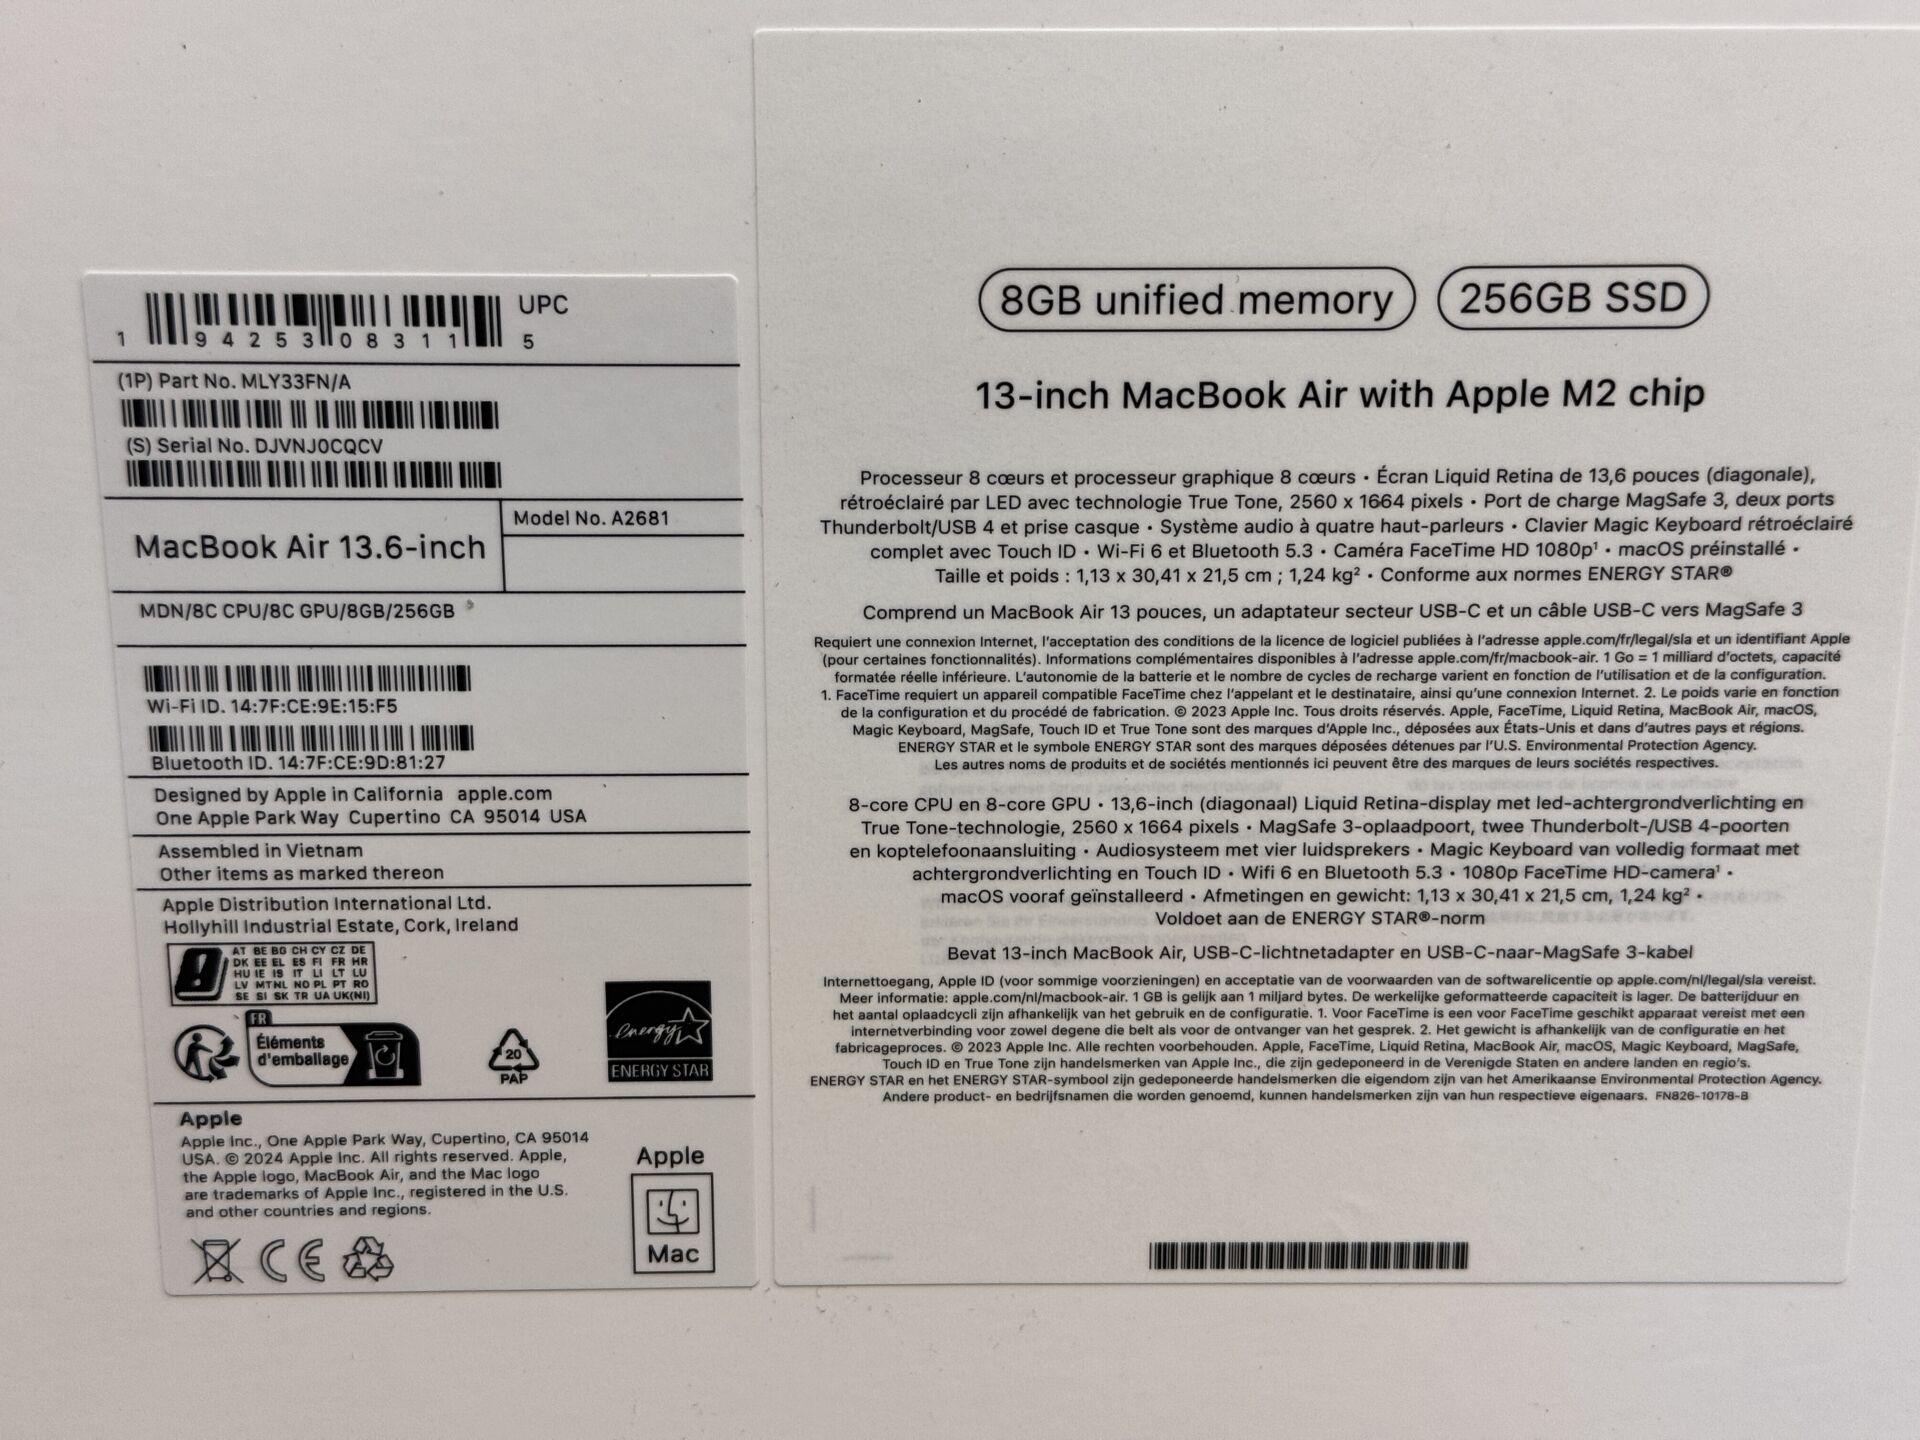 UPC
1 94253 08311 5
(1P) Part No. MLY33FN/A
(S) Serial No. DJVNJ0CQCV
MacBook Air 13.6-inch
Model No. A2681
MDN/8C CPU/8C GPU/8GB/256GB
Wi-Fi ID. 14:7F:CE:9E:15:F5
Bluetooth ID. 14:7F:CE:9D:81:27
Designed by Apple in California apple.com
One Apple Park Way Cupertino CA 95014 USA
Assembled in Vietnam
Other items as marked thereon
Apple Distribution International Ltd.
Hollyhill Industrial Estate, Cork, Ireland
AT BE BG CH CY CZ DE
DK EE EL ES FI FR HR
HU IE IS IT LI LT LU
LV MT NL NO PL PT RO
SE SI SK TR UA UK(NI)
FR
Éléments
d'emballage
20
PAP
energy
ENERGY STAR
Apple
Apple Inc., One Apple Park Way, Cupertino, CA 95014
USA. © 2024 Apple Inc. All rights reserved. Apple,
the Apple logo, MacBook Air, and the Mac logo
are trademarks of Apple Inc., registered in the U.S.
and other countries and regions.
CE
Apple
Mac
8GB unified memory
256GB SSD
13-inch MacBook Air with Apple M2 chip
Processeur 8 cœurs et processeur graphique 8 cœurs • Écran Liquid Retina de 13,6 pouces (diagonale),
rétroéclairé par LED avec technologie True Tone, 2560 x 1664 pixels • Port de charge MagSafe 3, deux ports
Thunderbolt/USB 4 et prise casque • Système audio à quatre haut-parleurs • Clavier Magic Keyboard rétroéclairé
complet avec Touch ID • Wi-Fi 6 et Bluetooth 5.3 • Caméra FaceTime HD 1080p¹ • macOS préinstallé •
Taille et poids : 1,13 x 30,41 x 21,5 cm ; 1,24 kg² • Conforme aux normes ENERGY STAR®
Comprend un MacBook Air 13 pouces, un adaptateur secteur USB-C et un câble USB-C vers MagSafe 3
Requiert une connexion Internet, l'acceptation des conditions de la licence de logiciel publiées à l'adresse apple.com/fr/legal/sla et un identifiant Apple
(pour certaines fonctionnalités). Informations complémentaires disponibles à l'adresse apple.com/fr/macbook-air. 1 Go = 1 milliard d'octets, capacité
formatée réelle inférieure. L'autonomie de la batterie et le nombre de cycles de recharge varient en fonction de l'utilisation et de la configuration.
1. FaceTime requiert un appareil compatible FaceTime chez l'appelant et le destinataire, ainsi qu'une connexion Internet. 2. Le poids varie en fonction
de la configuration et du procédé de fabrication. © 2023 Apple Inc. Tous droits réservés. Apple, FaceTime, Liquid Retina, MacBook Air, macOS,
Magic Keyboard, MagSafe, Touch ID et True Tone sont des marques d'Apple Inc., déposées aux États-Unis et dans d'autres pays et régions.
ENERGY STAR et le symbole ENERGY STAR sont des marques déposées détenues par l'U.S. Environmental Protection Agency.
Les autres noms de produits et de sociétés mentionnés ici peuvent être des marques de leurs sociétés respectives.
8-core CPU en 8-core GPU • 13,6-inch (diagonaal) Liquid Retina-display met led-achtergrondverlichting en
True Tone-technologie, 2560 x 1664 pixels • MagSafe 3-oplaadpoort, twee Thunderbolt-/USB 4-poorten
en koptelefoonaansluiting • Audiosysteem met vier luidsprekers • Magic Keyboard van volledig formaat met
achtergrondverlichting en Touch ID • Wifi 6 en Bluetooth 5.3 • 1080p FaceTime HD-camera¹ •
macOS vooraf geïnstalleerd • Afmetingen en gewicht: 1,13 x 30,41 x 21,5 cm, 1,24 kg² •
Voldoet aan de ENERGY STAR®-norm
Bevat 13-inch MacBook Air, USB-C-lichtnetadapter en USB-C-naar-MagSafe 3-kabel
Internettoegang, Apple ID (voor sommige voorzieningen) en acceptatie van de voorwaarden van de softwarelicentie op apple.com/nl/legal/sla vereist.
Meer informatie: apple.com/nl/macbook-air. 1 GB is gelijk aan 1 miljard bytes. De werkelijke geformatteerde capaciteit is lager. De batterijduur en
het aantal oplaadcycli zijn afhankelijk van het gebruik en de configuratie. 1. Voor FaceTime is een voor FaceTime geschikt apparaat vereist met een
internetverbinding voor zowel degene die belt als voor de ontvanger van het gesprek. 2. Het gewicht is afhankelijk van de configuratie en het
fabricageproces. © 2023 Apple Inc. Alle rechten voorbehouden. Apple, FaceTime, Liquid Retina, MacBook Air, macOS, Magic Keyboard, MagSafe,
Touch ID en True Tone zijn handelsmerken van Apple Inc., die zijn gedeponeerd in de Verenigde Staten en andere landen en regio's.
ENERGY STAR en het ENERGY STAR-symbool zijn gedeponeerde handelsmerken die eigendom zijn van het Amerikaanse Environmental Protection Agency.
Andere product- en bedrijfsnamen die worden genoemd, kunnen handelsmerken zijn van hun respectieve eigenaars. FN826-10178-B